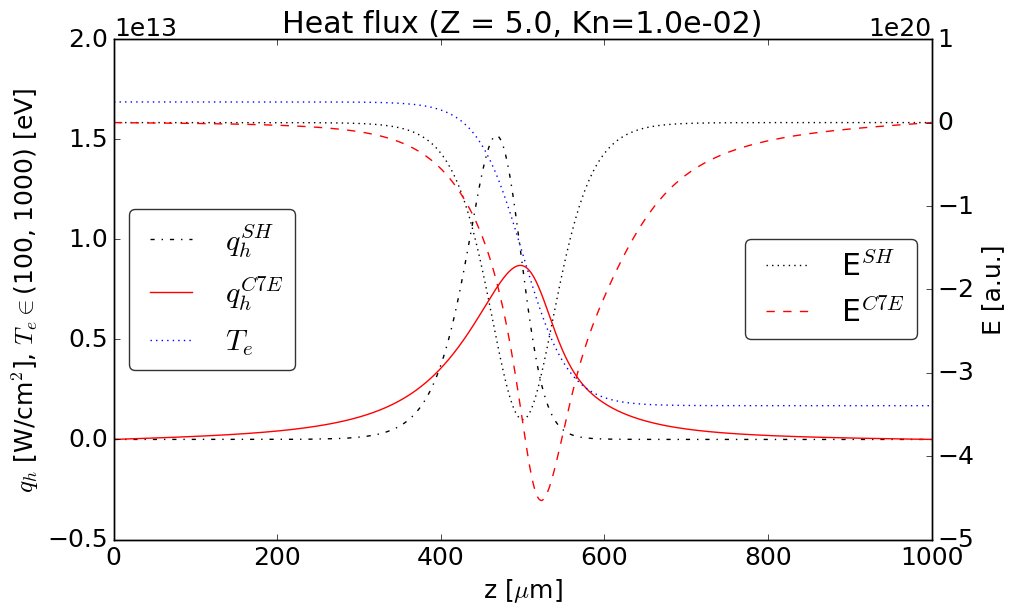 Heat flux (Z = 5.0, Kn=1.0e-02)
1e13
1e20
2.0
1.5
1.0
0.5
0.0
−0.5
q_h [W/cm²], T_e ∈ (100, 1000) [eV]
q_h^{SH}
q_h^{C7E}
T_e
E^{SH}
E^{C7E}
1
0
−1
−2
−3
−4
−5
E [a.u.]
0 200 400 600 800 1000
z [μm]